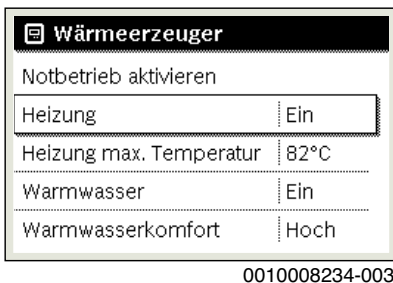 Wärmeerzeuger
Notbetrieb aktivieren
Heizung Ein
Heizung max. Temperatur 82°C
Warmwasser Ein
Warmwasserkomfort Hoch
0010008234-003